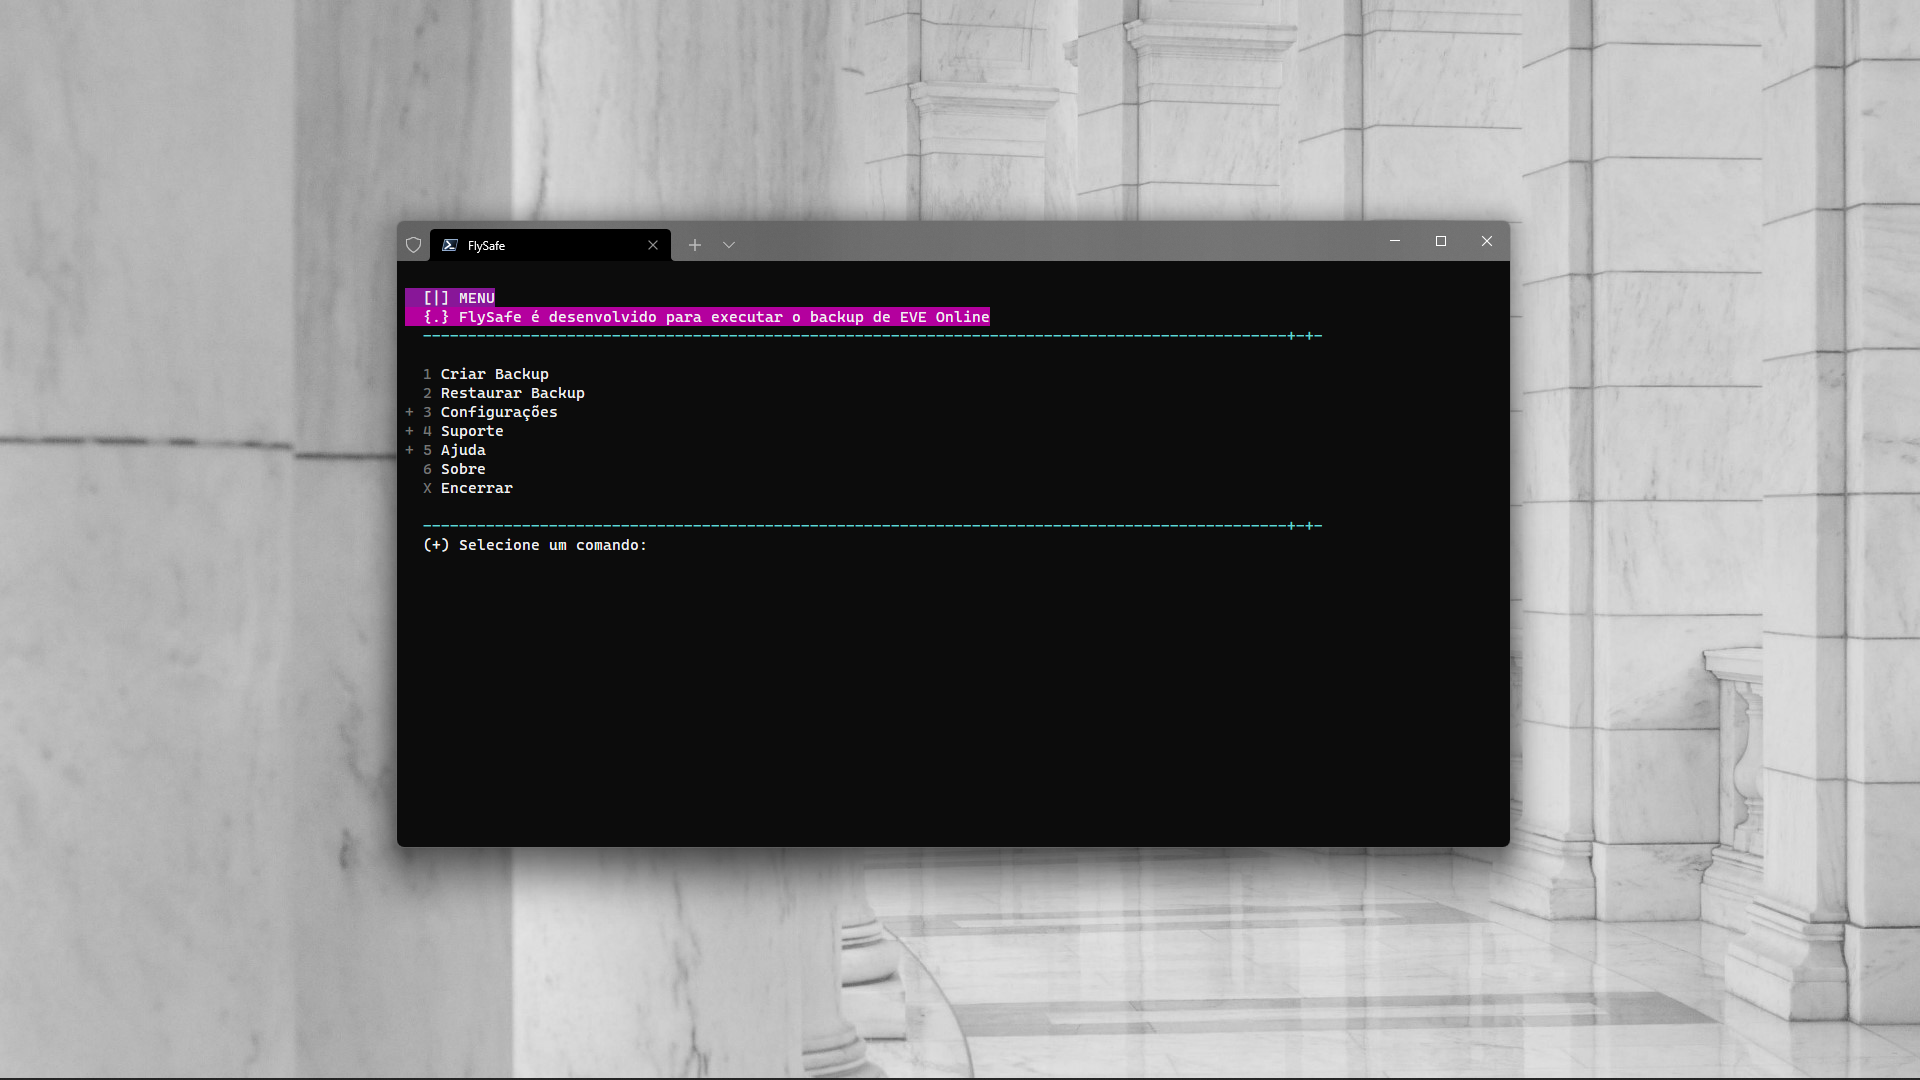 FlySafe
[|] MENU
{.} FlySafe é desenvolvido para executar o backup de EVE Online
------------------------------------------------------------------------------------------------+-+-
1 Criar Backup
2 Restaurar Backup
+ 3 Configurações
+ 4 Suporte
+ 5 Ajuda
6 Sobre
X Encerrar
------------------------------------------------------------------------------------------------+-+-
(+) Selecione um comando: